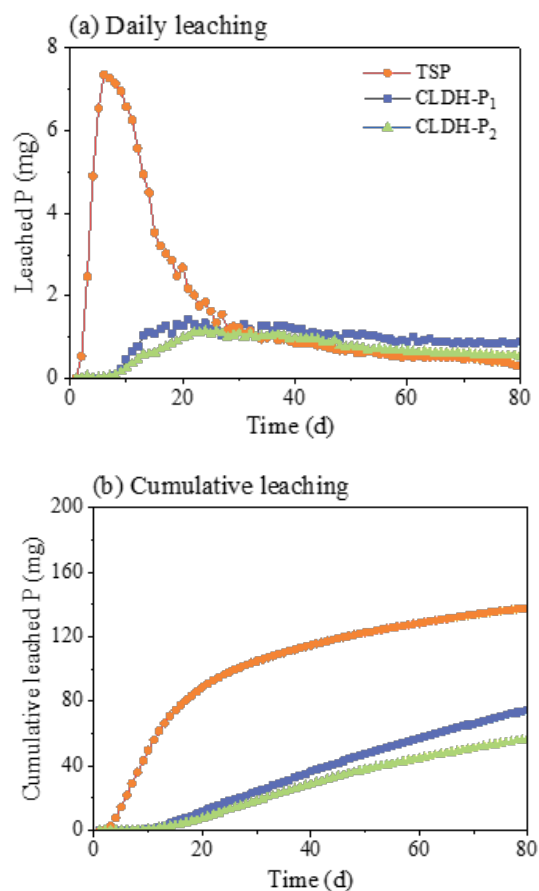 (a) Daily leaching
8
6
4
2
0
Leached P (mg)
TSP
CLDH-P1
CLDH-P2
0 20 40 60 80
Time (d)
(b) Cumulative leaching
200
160
120
80
40
0
Cumulative leached P (mg)
0 20 40 60 80
Time (d)